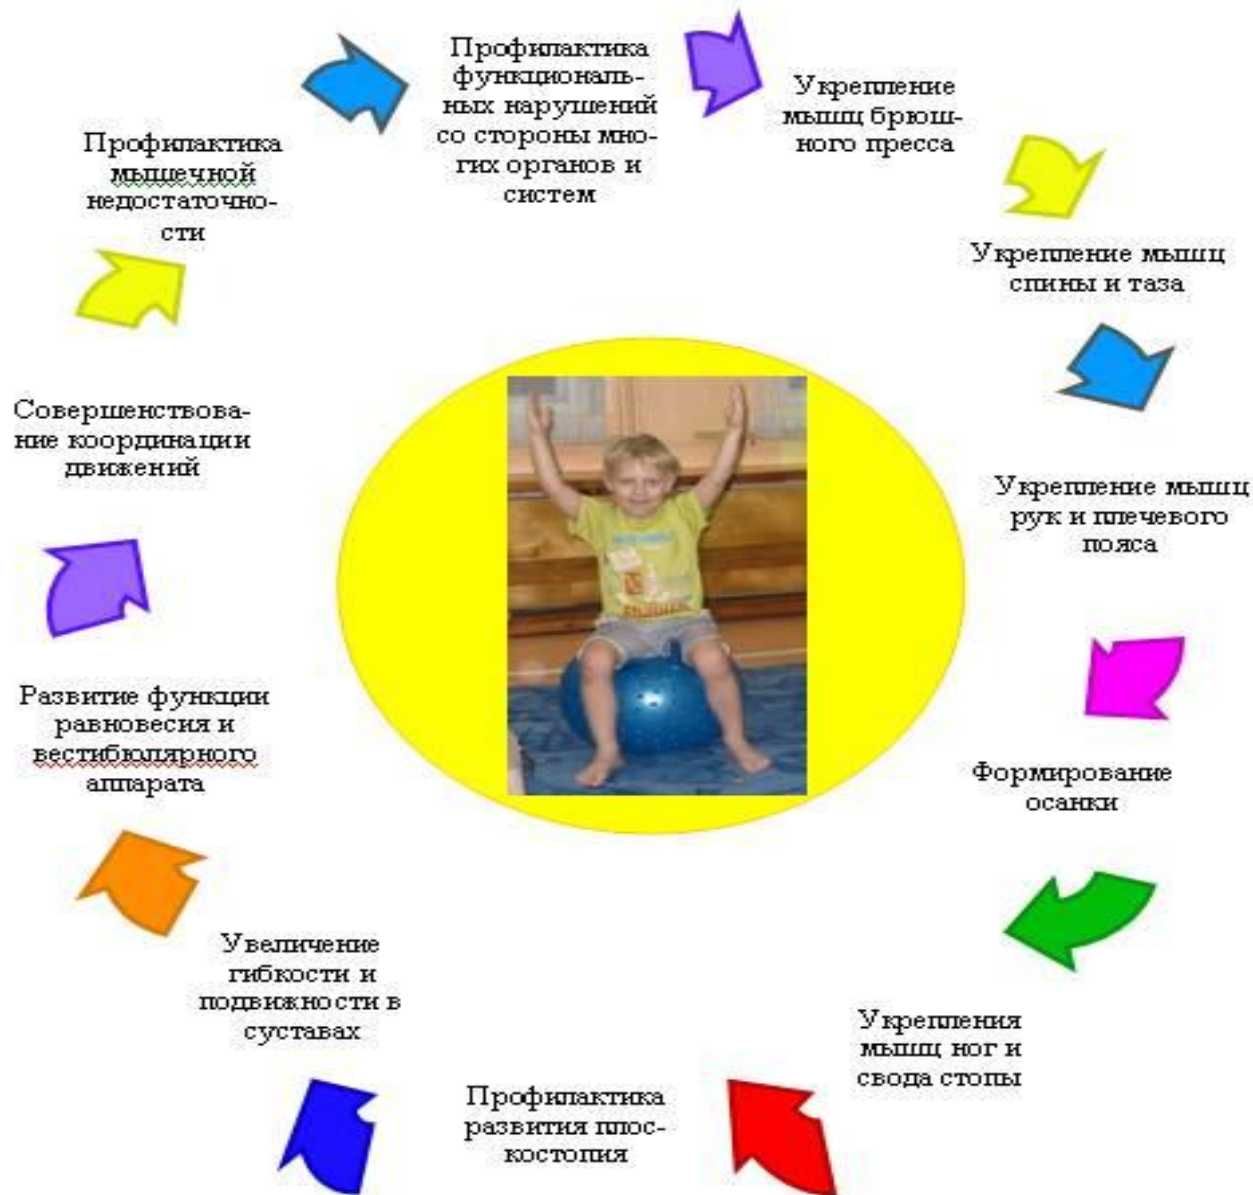 Профилактика
функциональ-
ных нарушений
со стороны мно-
гих органов и
систем
Укрепление
мышц брюш-
ного пресса
Укрепление мышц
спины и таза
Укрепление мышц
рук и плечевого
пояса
Формирование
осанки
Укрепления
мышц ног и
свода стопы
Профилактика
развития плос-
костопия
Увеличение
гибкости и
подвижности в
суставах
Развитие функции
равновесия и
вестибюлярного
аппарата
Совершенствова-
ние координации
движений
Профилактика
мышечной
недостаточно-
сти